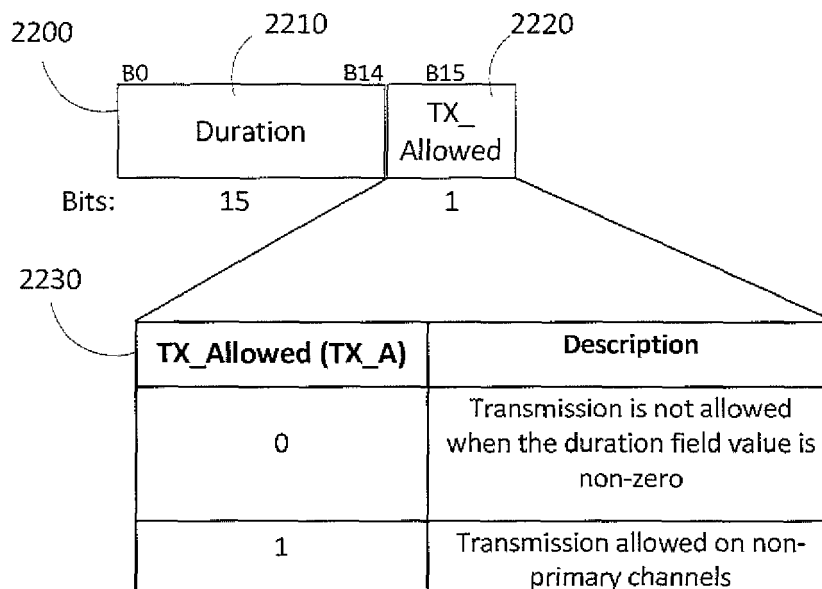 2200
2210
2220
B0
B14
B15
Duration
TX_
Allowed
Bits:
15
1
2230
TX_Allowed (TX_A)
Description
0
Transmission is not allowed
when the duration field value is
non-zero
1
Transmission allowed on non-
primary channels